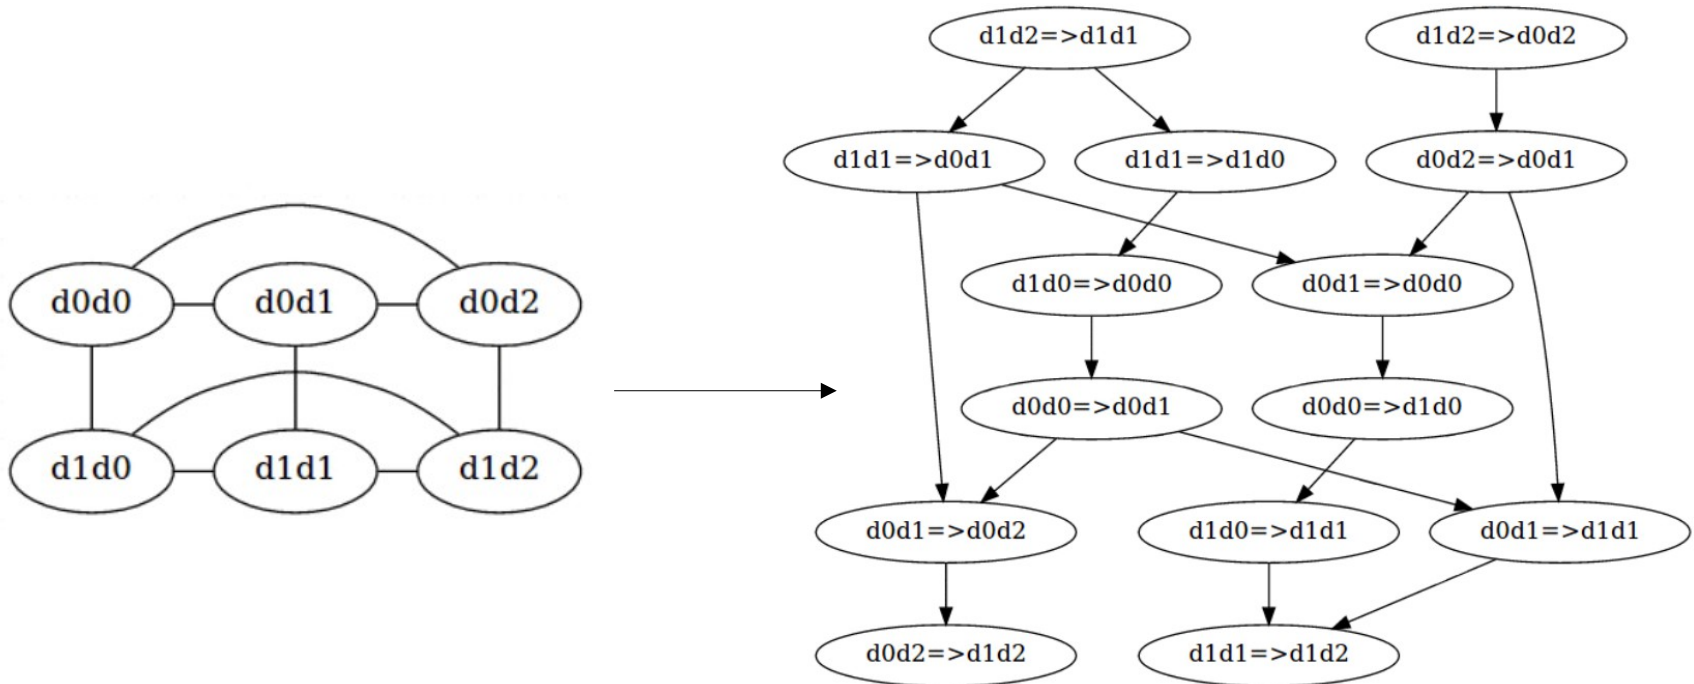 d0d0 d0d1 d0d2
d1d0 d1d1 d1d2
d1d2=>d1d1 d1d2=>d0d2
d1d1=>d0d1 d1d1=>d1d0 d0d2=>d0d1
d1d0=>d0d0 d0d1=>d0d0
d0d0=>d0d1 d0d0=>d1d0
d0d1=>d0d2 d1d0=>d1d1 d0d1=>d1d1
d0d2=>d1d2 d1d1=>d1d2